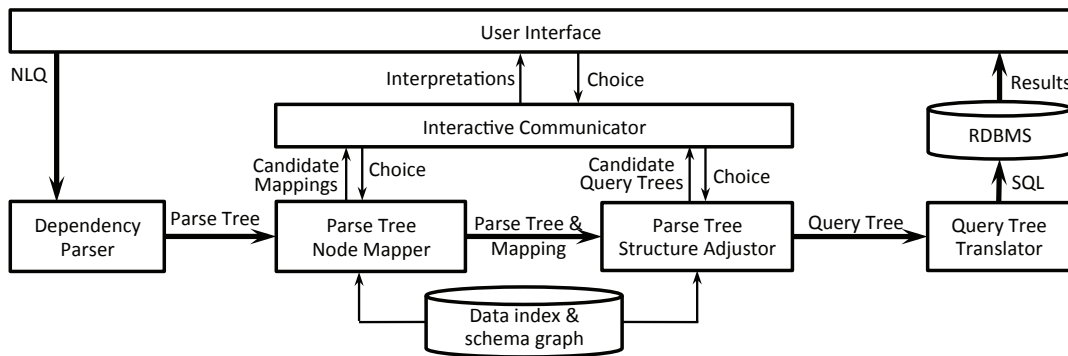 User Interface
NLQ
Interpretations
Choice
Results
Interactive Communicator
RDBMS
Candidate
Mappings
Choice
Candidate
Query Trees
Choice
SQL
Dependency
Parser
Parse Tree
Parse Tree
Node Mapper
Parse Tree &
Mapping
Parse Tree
Structure Adjustor
Query Tree
Query Tree
Translator
Data index &
schema graph